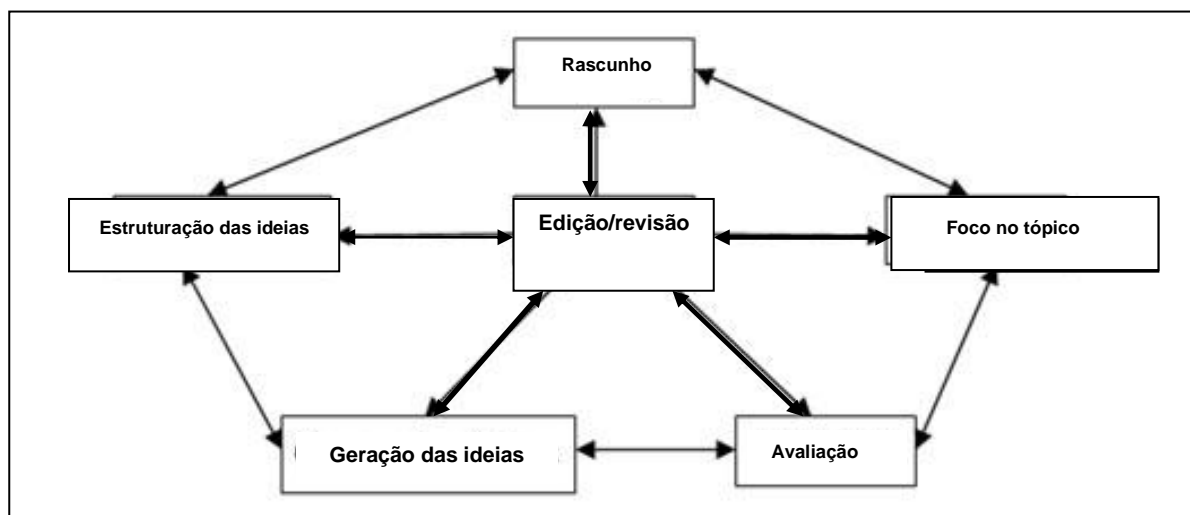 Rascunho
Estruturação das ideias
Edição/revisão
Foco no tópico
Geração das ideias
Avaliação